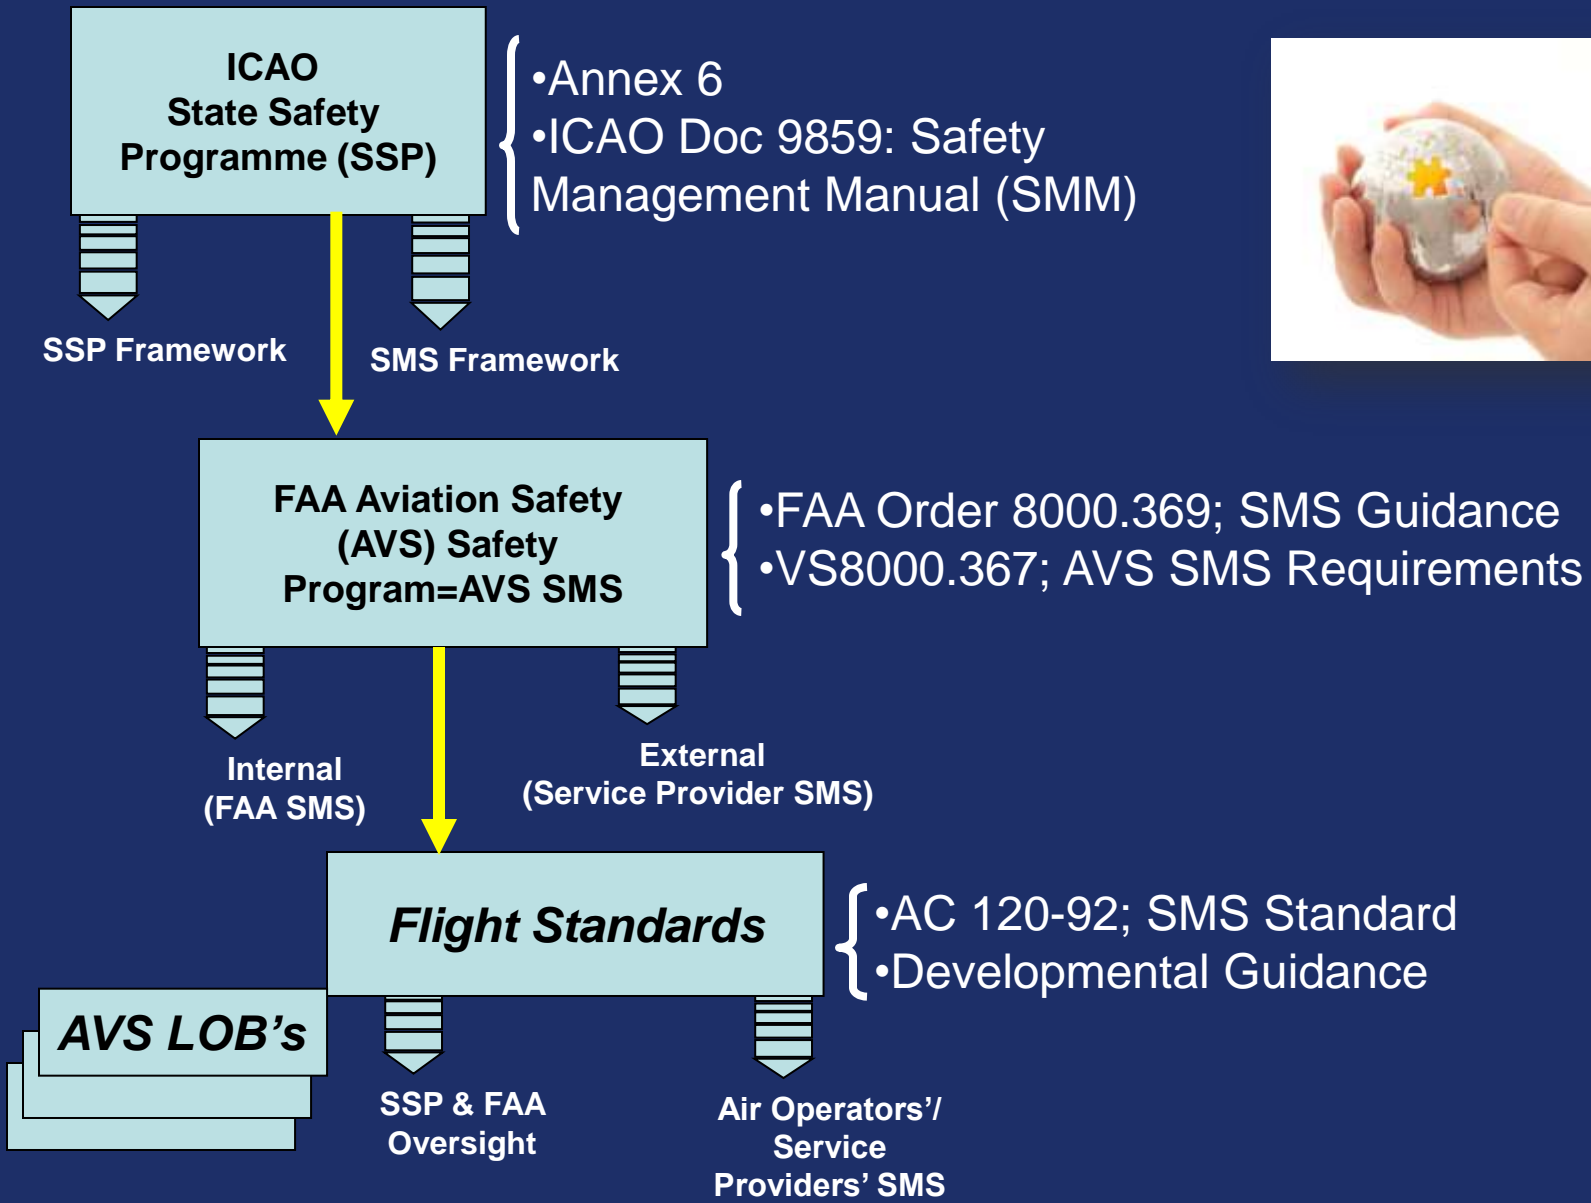 ICAO
State Safety
Programme (SSP)
•Annex 6
•ICAO Doc 9859: Safety
Management Manual (SMM)
SSP Framework
SMS Framework
FAA Aviation Safety
(AVS) Safety
Program=AVS SMS
•FAA Order 8000.369; SMS Guidance
•VS8000.367; AVS SMS Requirements
Internal
(FAA SMS)
External
(Service Provider SMS)
Flight Standards
•AC 120-92; SMS Standard
•Developmental Guidance
AVS LOB’s
SSP & FAA
Oversight
Air Operators’/
Service
Providers’ SMS